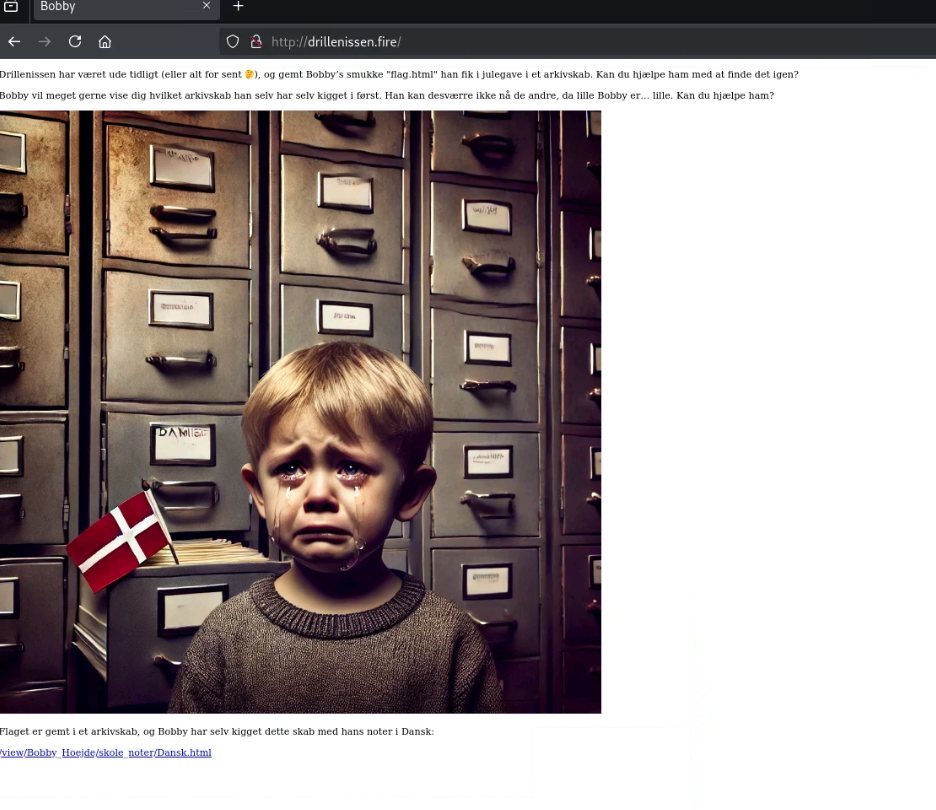 Bobby
http://drillenissen.fire/
Drillenissen har været ude tidligt (eller alt for sent 🤔), og gemt Bobby's smukke "flag.html" han fik i julegave i et arkivskab. Kan du hjælpe ham med at finde det igen?
Bobby vil meget gerne vise dig hvilket arkivskab han selv har selv kigget i først. Han kan desværre ikke nå de andre, da lille Bobby er... lille. Kan du hjælpe ham?
Flaget er gemt i et arkivskab, og Bobby har selv kigget dette skab med hans noter i Dansk:
/view/Bobby_Hoejde/skole_noter/Dansk.html